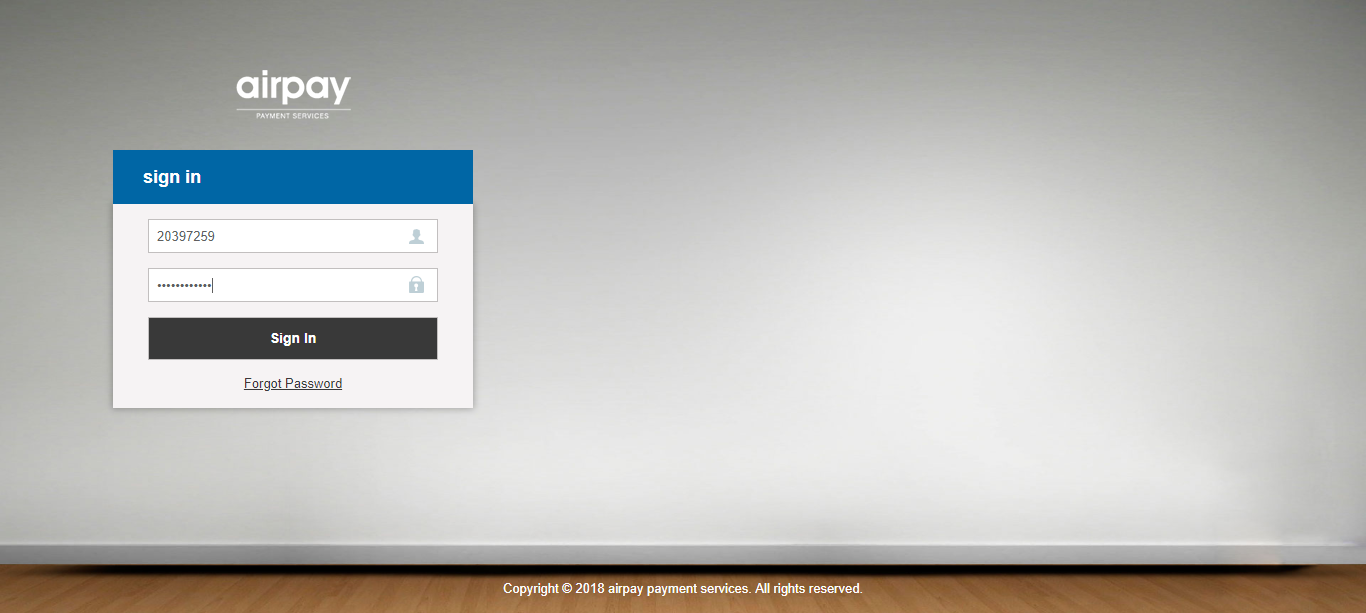 airpay
PAYMENT SERVICES
sign in
20397259
••••••••••••
Sign In
Forgot Password
Copyright © 2018 airpay payment services. All rights reserved.